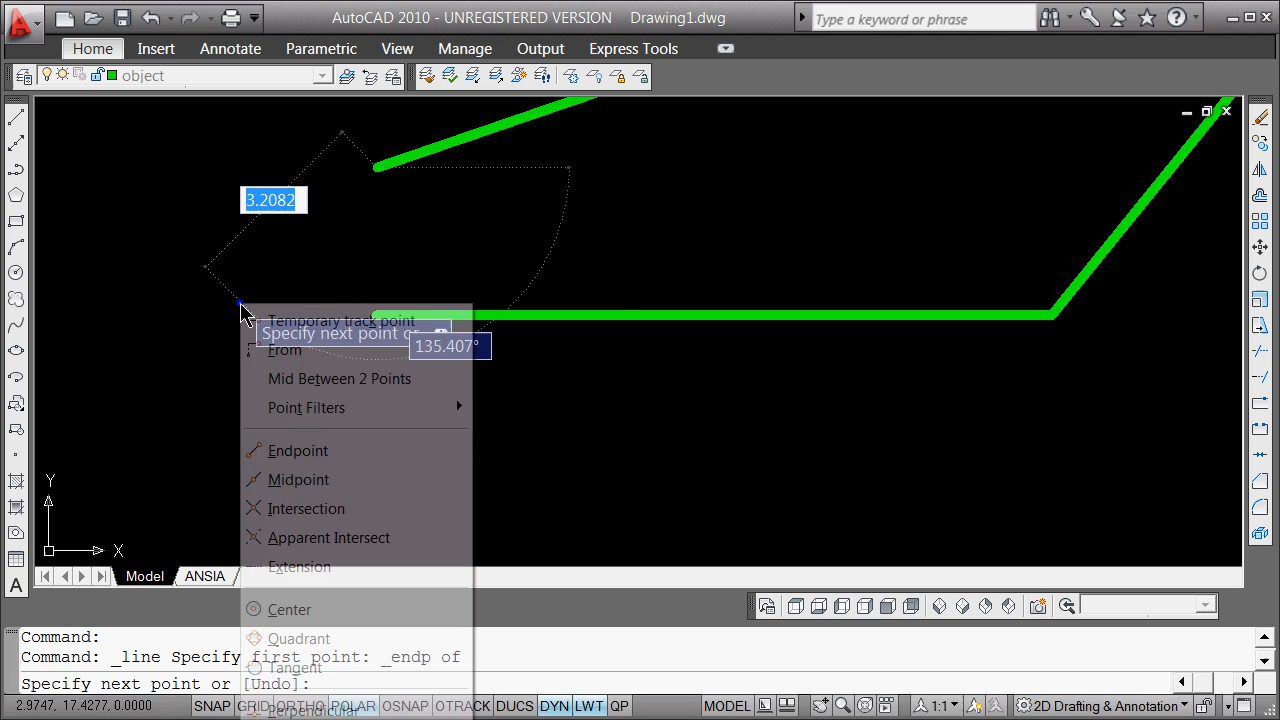 AutoCAD 2010 - UNREGISTERED VERSION Drawing1.dwg
Type a keyword or phrase
Home Insert Annotate Parametric View Manage Output Express Tools
object
3.2082
Temporary track point
Specify next point or
135.407°
From
Mid Between 2 Points
Point Filters
Endpoint
Midpoint
Intersection
Apparent Intersect
Extension
Center
Quadrant
Tangent
Perpendicular
Y
X
Model ANSIA
A
Command:
Command: _line Specify first point: _endp of
Specify next point or [Undo]:
2.9747, 17.4277, 0.0000 SNAP GRID ORTHO POLAR OSNAP OTRACK DUCS DYN LWT QP MODEL 1:1 2D Drafting & Annotation